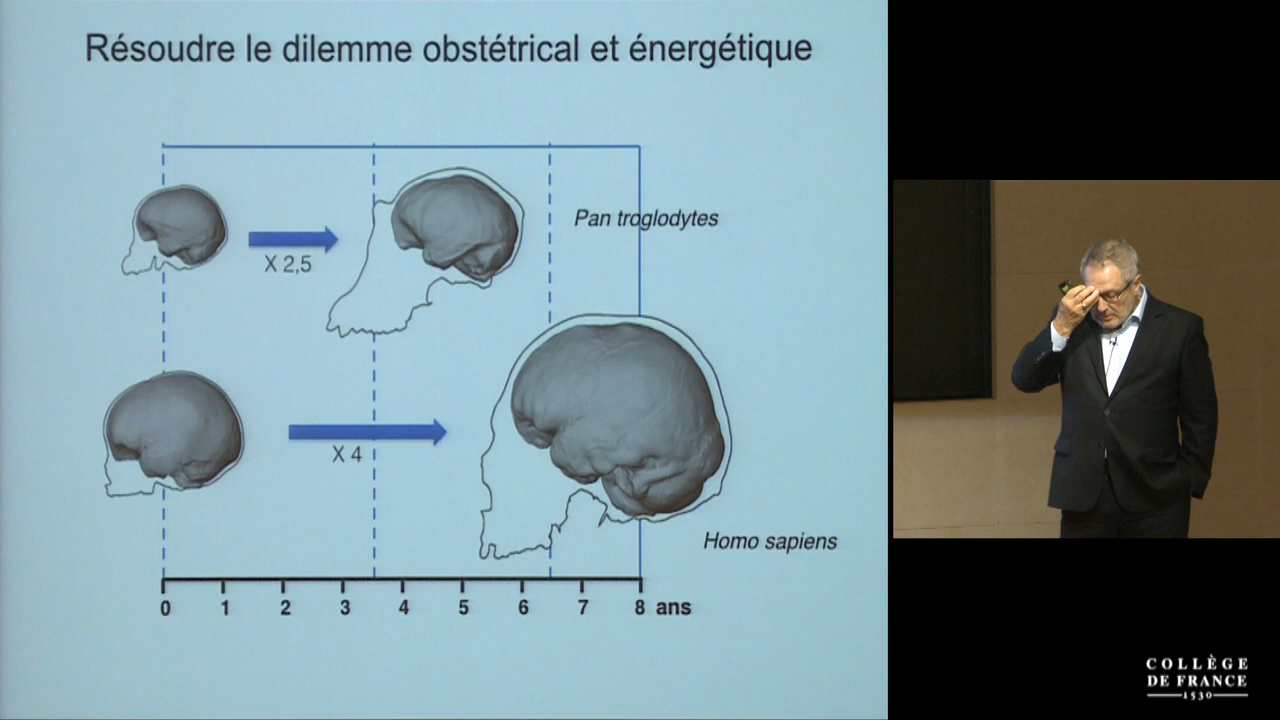 Résoudre le dilemme obstétrical et énergétique
Pan troglodytes
X 2,5
X 4
Homo sapiens
0 1 2 3 4 5 6 7 8 ans
COLLÈGE
DE FRANCE
1530